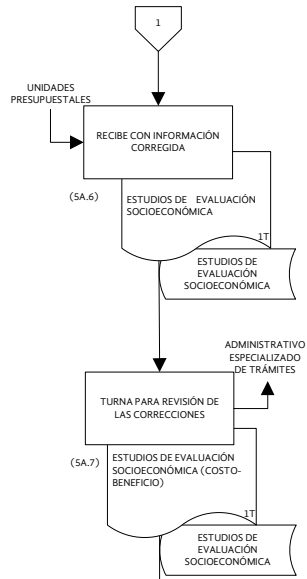 1
UNIDADES
PRESUPUESTALES
RECIBE CON INFORMACIÓN
CORREGIDA
(5A.6)
ESTUDIOS DE EVALUACIÓN
SOCIOECONÓMICA
1T
ESTUDIOS DE
EVALUACIÓN
SOCIOECONÓMICA
ADMINISTRATIVO
ESPECIALIZADO
DE TRÁMITES
TURNA PARA REVISIÓN DE
LAS CORRECCIONES
(5A.7)
ESTUDIOS DE EVALUACIÓN
SOCIOECONÓMICA (COSTO-
BENEFICIO)
1T
ESTUDIOS DE
EVALUACIÓN
SOCIOECONÓMICA